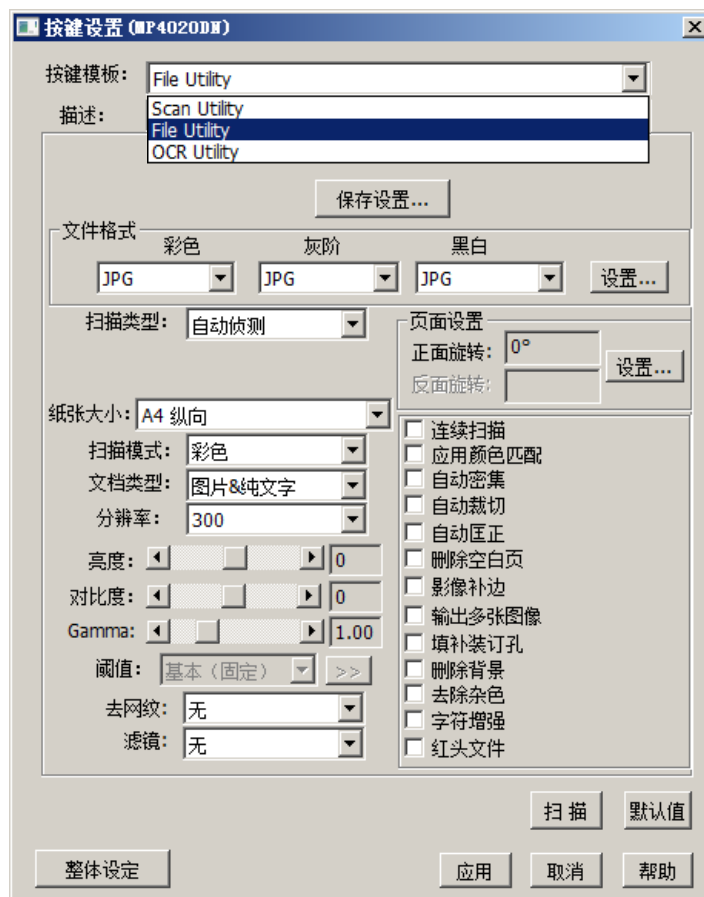 按键设置(MP4020DN)
按键模板: File Utility
Scan Utility
描述: File Utility
OCR Utility
保存设置...
文件格式
彩色 灰阶 黑白
JPG JPG JPG 设置...
扫描类型: 自动侦测
页面设置
正面旋转: 0°
设置...
反面旋转:
纸张大小: A4 纵向
扫描模式: 彩色
文档类型: 图片&纯文字
分辨率: 300
亮度: 0
对比度: 0
Gamma: 1.00
阈值: 基本（固定） >>
去网纹: 无
滤镜: 无
连续扫描
应用颜色匹配
自动密集
自动裁切
自动匡正
删除空白页
影像补边
输出多张图像
填补装订孔
删除背景
去除杂色
字符增强
红头文件
扫 描 默认值
整体设定 应用 取消 帮助